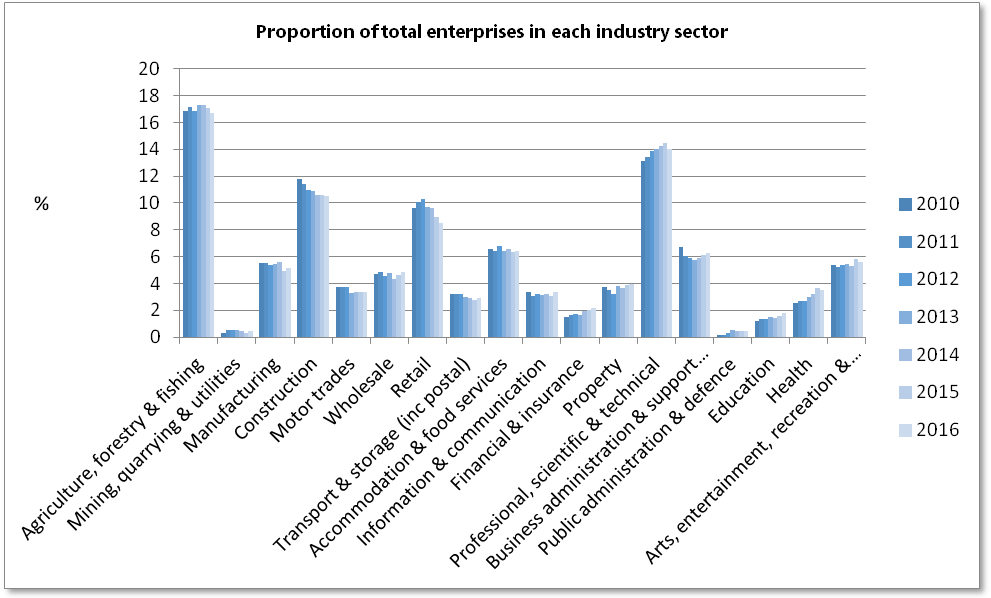 Proportion of total enterprises in each industry sector
20
18
16
14
12
10
8
6
4
2
0
%
Agriculture, forestry & fishing
Mining, quarrying & utilities
Manufacturing
Construction
Motor trades
Wholesale
Retail
Transport & storage (inc postal)
Accommodation & food services
Information & communication
Financial & insurance
Property
Professional, scientific & technical
Business administration & support...
Public administration & defence
Education
Health
Arts, entertainment, recreation &...
2010
2011
2012
2013
2014
2015
2016